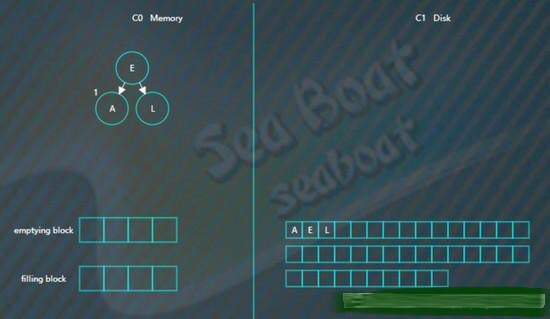 C0 Memory
C1 Disk
Sea Boat
seaboat
E
1
A
L
emptying block
A E L
filling block